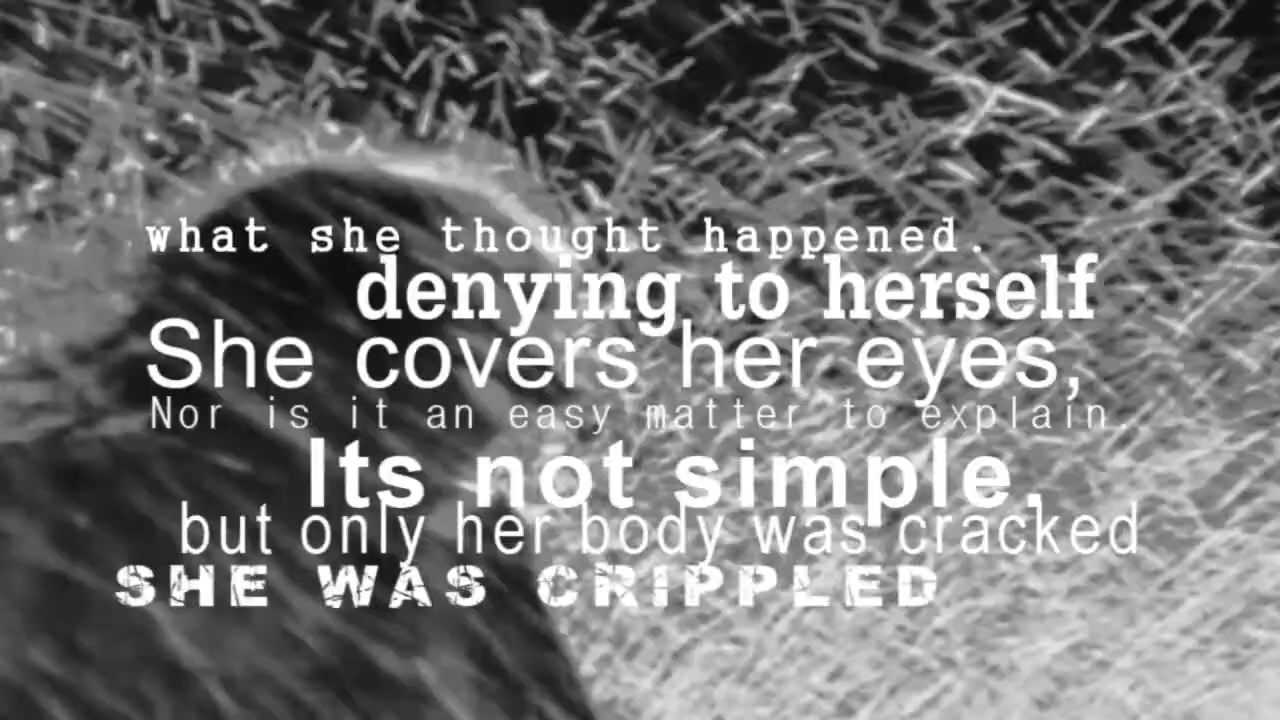 what she thought happened.
denying to herself
She covers her eyes,
Nor is it an easy matter to explain.
Its not simple.
but only her body was cracked
SHE WAS CRIPPLED